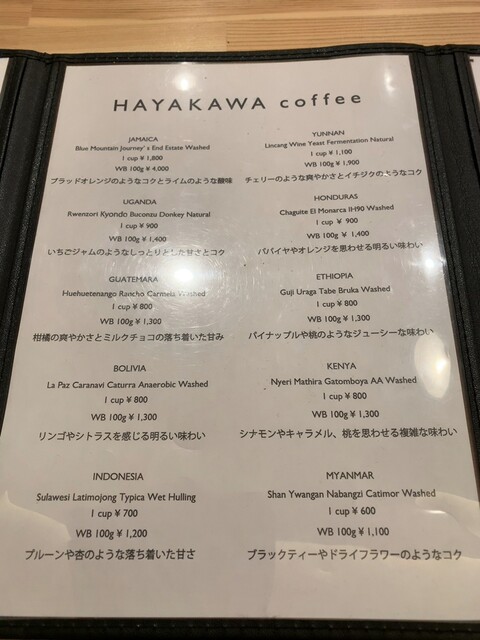 HAYAKAWA coffee
JAMAICA
Blue Mountain Journey's End Estate Washed
1 cup ¥ 1,800
WB 100g ¥ 4,000
ブラッドオレンジのようなコクとライムのような酸味
YUNNAN
Lincang Wine Yeast Fermentation Natural
1 cup ¥ 1,100
WB 100g ¥ 1,900
チェリーのような爽やかさとイチジクのようなコク
UGANDA
Rwenzori Kyondo Buconzu Donkey Natural
1 cup ¥ 900
WB 100g ¥ 1,400
いちごジャムのようなしっとりとした甘さとコク
HONDURAS
Chaguite El Monarca IH90 Washed
1 cup ¥ 900
WB 100g ¥ 1,400
パパイヤやオレンジを思わせる明るい味わい
GUATEMARA
Huehuetenango Rancho Carmela Washed
1 cup ¥ 800
WB 100g ¥ 1,300
柑橘の爽やかさとミルクチョコの落ち着いた甘み
ETHIOPIA
Guji Uraga Tabe Bruka Washed
1 cup ¥ 800
WB 100g ¥ 1,300
パイナップルや桃のようなジューシーな味わい
BOLIVIA
La Paz Caranavi Caturra Anaerobic Washed
1 cup ¥ 800
WB 100g ¥ 1,300
リンゴやシトラスを感じる明るい味わい
KENYA
Nyeri Mathira Gatomboya AA Washed
1 cup ¥ 800
WB 100g ¥ 1,300
シナモンやキャラメル、桃を思わせる複雑な味わい
INDONESIA
Sulawesi Latimojong Typica Wet Hulling
1 cup ¥ 700
WB 100g ¥ 1,200
プルーンや杏のような落ち着いた甘さ
MYANMAR
Shan Ywangan Nabangzi Catimor Washed
1 cup ¥ 600
WB 100g ¥ 1,100
ブラックティーやドライフラワーのようなコク